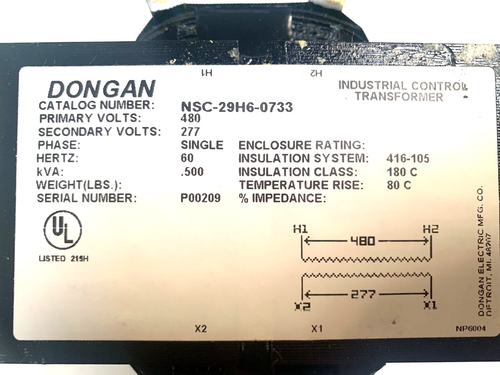 H1 H2
DONGAN INDUSTRIAL CONTROL
TRANSFORMER
CATALOG NUMBER: NSC-29H6-0733
PRIMARY VOLTS: 480
SECONDARY VOLTS: 277
PHASE: SINGLE ENCLOSURE RATING:
HERTZ: 60 INSULATION SYSTEM: 416-105
kVA: .500 INSULATION CLASS: 180 C
WEIGHT(LBS.): TEMPERATURE RISE: 80 C
SERIAL NUMBER: P00209 % IMPEDANCE:
UL
LISTED 215H
H1 H2
480
277
X2 X1
DONGAN ELECTRIC MFG. CO.
DETROIT, MI. 48207
X2 X1
NP6004